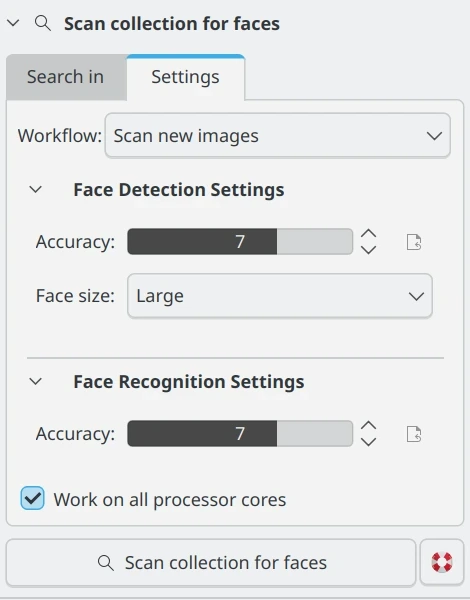 Scan collection for faces
Search in Settings
Workflow: Scan new images
Face Detection Settings
Accuracy: 7
Face size: Large
Face Recognition Settings
Accuracy: 7
Work on all processor cores
Scan collection for faces